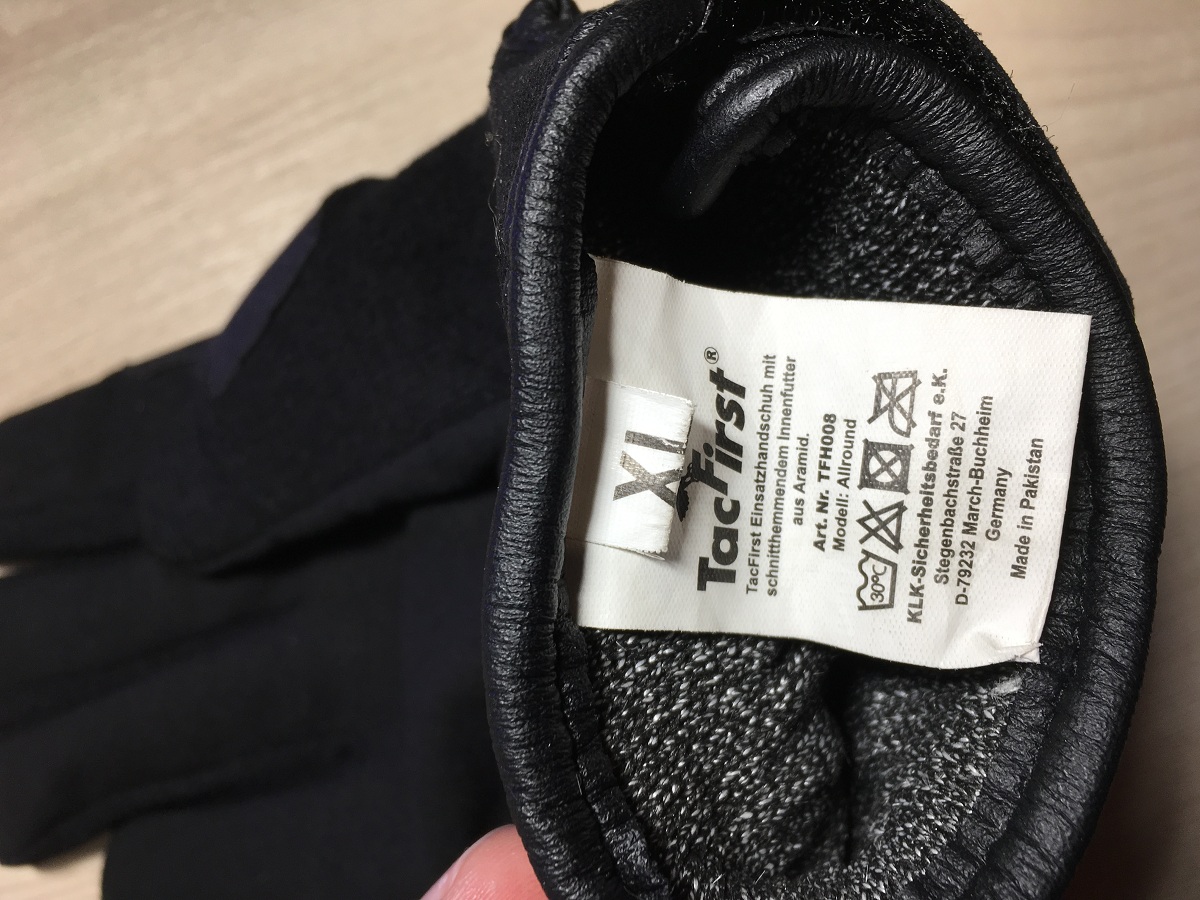 XL
TacFirst®
TacFirst Einsatzhandschuh mit
schnitthemmendem Innenfutter
aus Aramid.
Art. Nr. TFH008
Modell: Allround
30°C
KLK-Sicherheitsbedarf e.K.
Stegenbachstraße 27
D-79232 March-Buchheim
Germany
Made in Pakistan